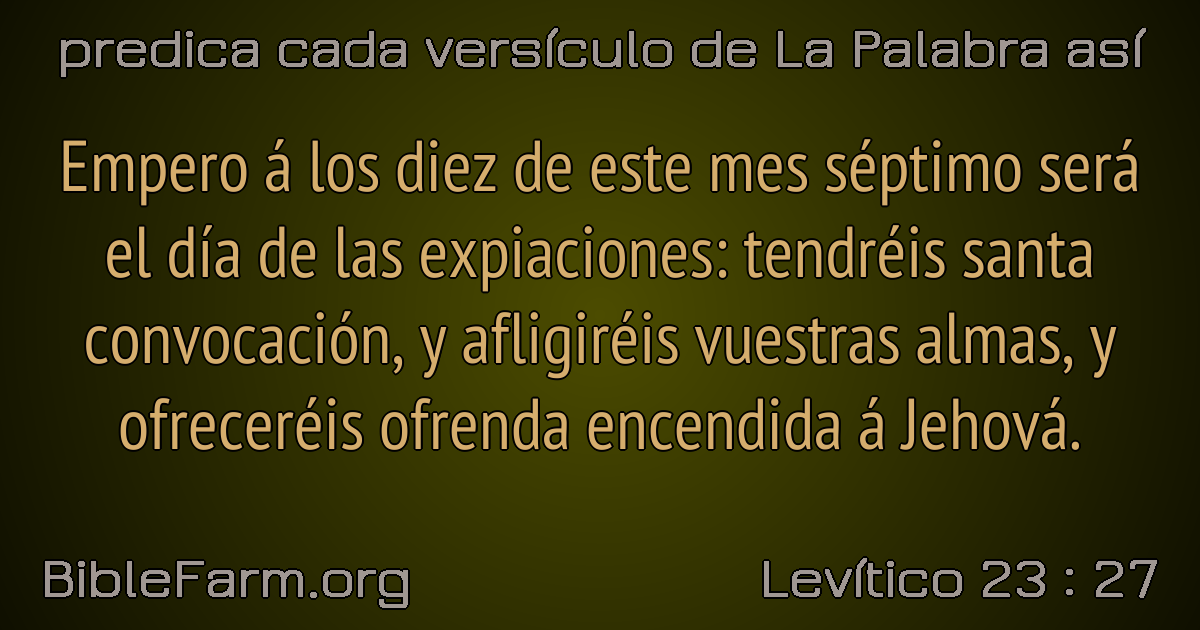 predica cada versículo de La Palabra así
Empero á los diez de este mes séptimo será
el día de las expiaciones: tendréis santa
convocación, y afligiréis vuestras almas, y
ofreceréis ofrenda encendida á Jehová.
BibleFarm.org
Levítico 23 : 27